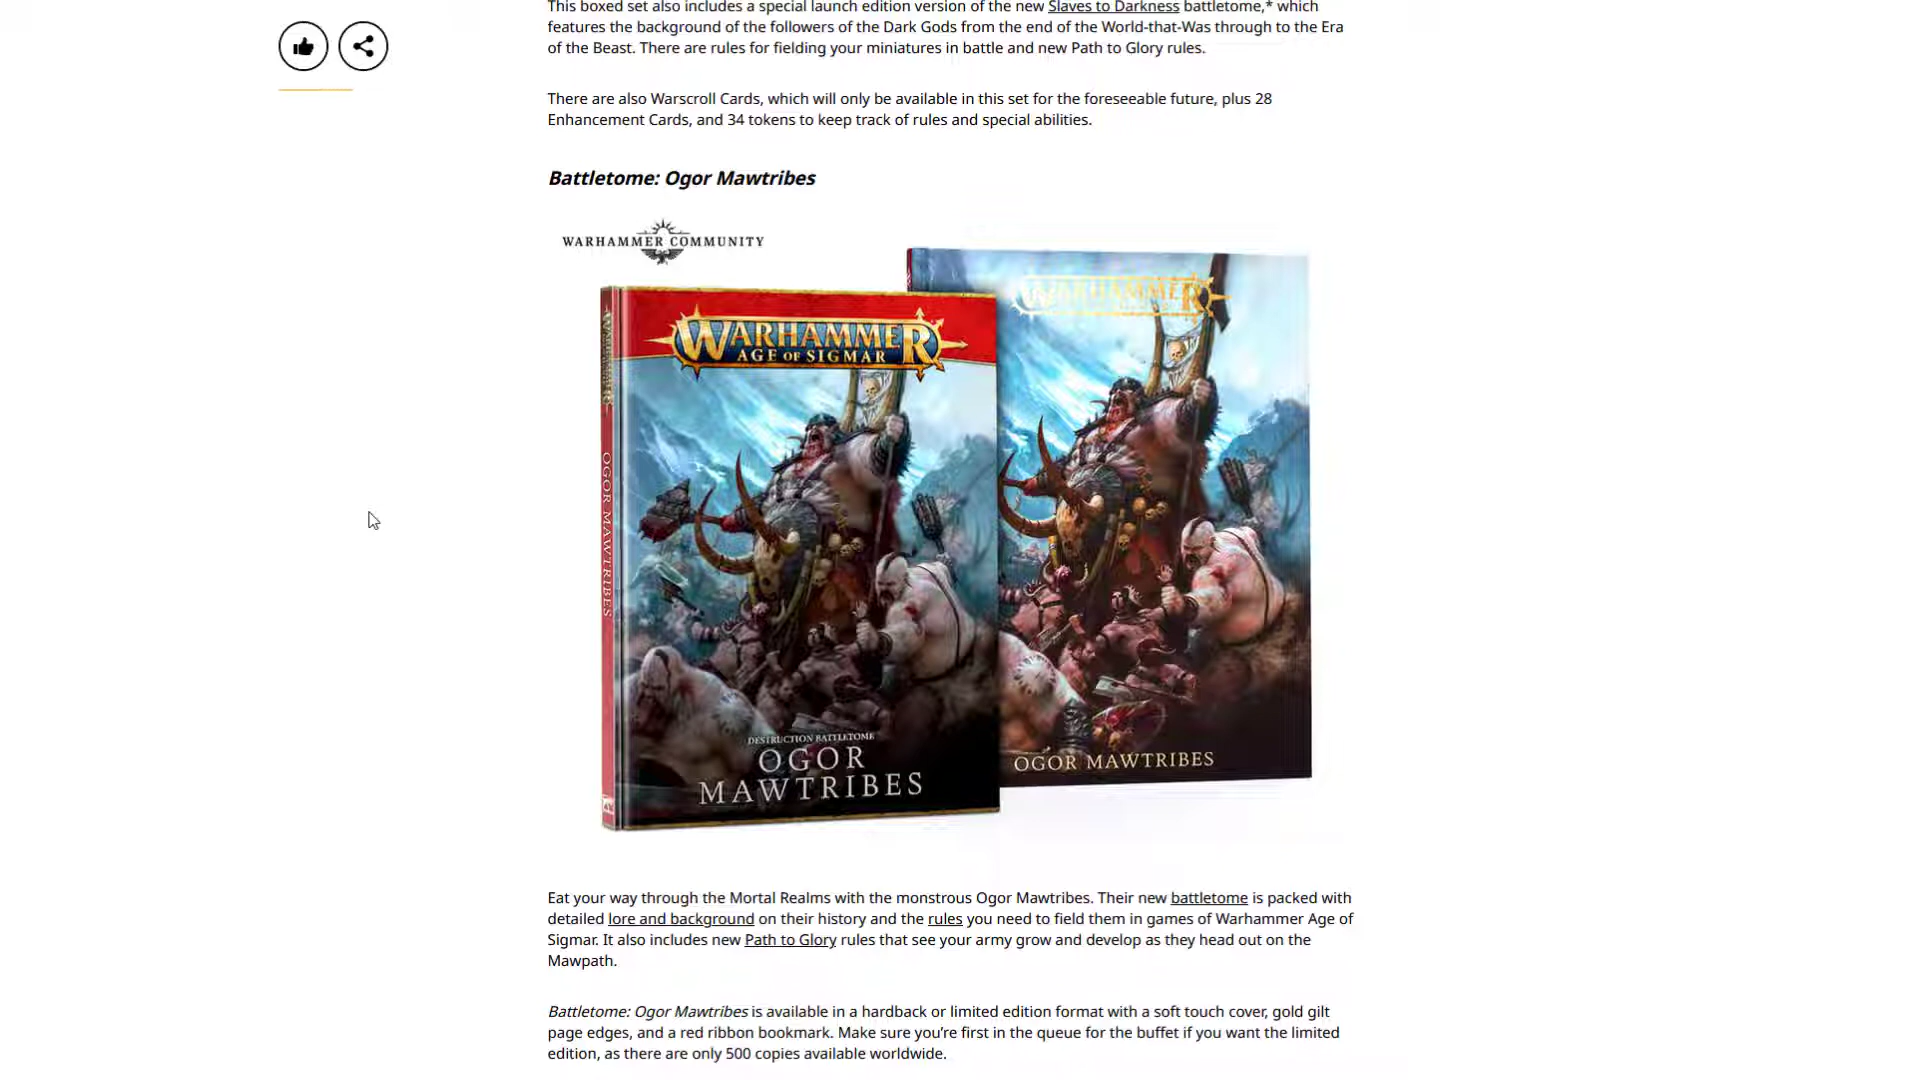 This boxed set also includes a special launch edition version of the new Slaves to Darkness battletome,* which
features the background of the followers of the Dark Gods from the end of the World-that-Was through to the Era
of the Beast. There are rules for fielding your miniatures in battle and new Path to Glory rules.
There are also Warscroll Cards, which will only be available in this set for the foreseeable future, plus 28
Enhancement Cards, and 34 tokens to keep track of rules and special abilities.
Battletome: Ogor Mawtribes
WARHAMMER COMMUNITY
WARHAMMER
WARHAMMER
AGE OF SIGMAR
OGOR MAWTRIBES
DESTRUCTION BATTLETOME
OGOR
MAWTRIBES
OGOR MAWTRIBES
Eat your way through the Mortal Realms with the monstrous Ogor Mawtribes. Their new battletome is packed with
detailed lore and background on their history and the rules you need to field them in games of Warhammer Age of
Sigmar. It also includes new Path to Glory rules that see your army grow and develop as they head out on the
Mawpath.
Battletome: Ogor Mawtribes is available in a hardback or limited edition format with a soft touch cover, gold gilt
page edges, and a red ribbon bookmark. Make sure you’re first in the queue for the buffet if you want the limited
edition, as there are only 500 copies available worldwide.